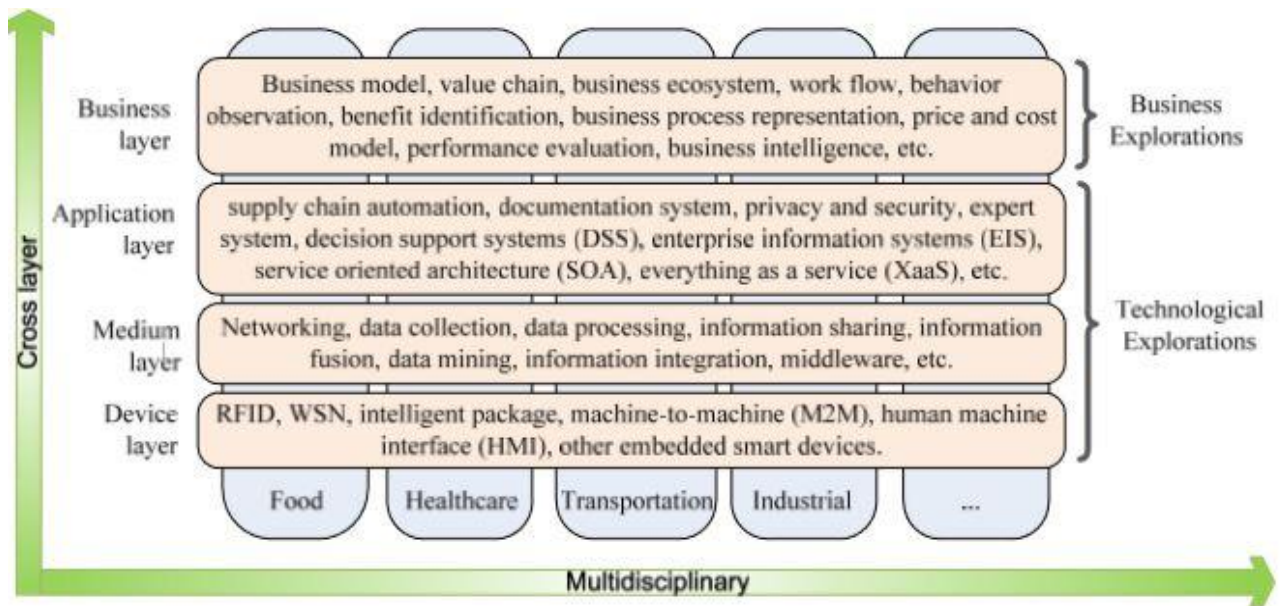 Business model, value chain, business ecosystem, work flow, behavior
observation, benefit identification, business process representation, price and cost
model, performance evaluation, business intelligence, etc.
Business
layer
Business
Explorations
supply chain automation, documentation system, privacy and security, expert
system, decision support systems (DSS), enterprise information systems (EIS),
service oriented architecture (SOA), everything as a service (XaaS), etc.
Application
layer
Networking, data collection, data processing, information sharing, information
fusion, data mining, information integration, middleware, etc.
Medium
layer
Technological
Explorations
RFID, WSN, intelligent package, machine-to-machine (M2M), human machine
interface (HMI), other embedded smart devices.
Device
layer
Cross layer
Food
Healthcare
Transportation
Industrial
...
Multidisciplinary